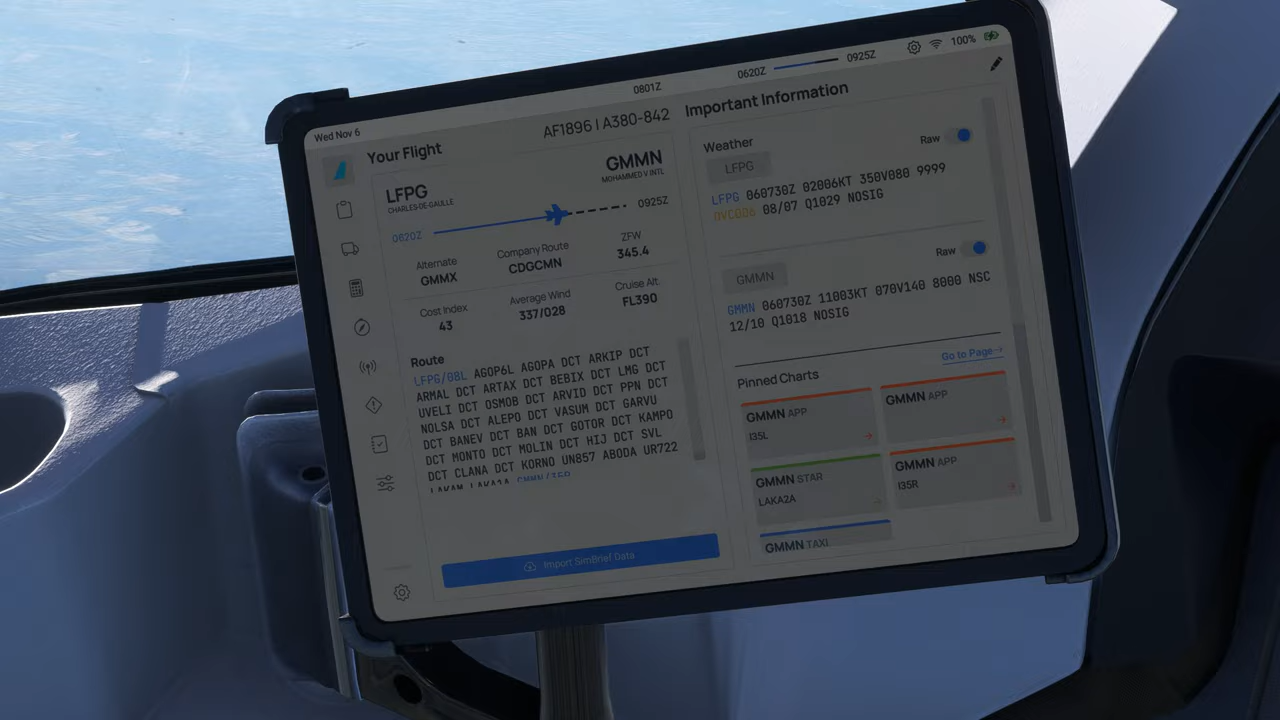 Wed Nov 6
0801Z
0620Z
0925Z
100%
Your Flight
AF1896 | A380-842
LFPG
CHARLES-DE-GAULLE
GMMN
MOHAMMED V INTL
0620Z
0925Z
Alternate
GMMX
Company Route
CDGCMN
ZFW
345.4
Cost Index
43
Average Wind
337/028
Cruise Alt
FL390
Route
LFPG/08L AGOP6L AGOPA DCT ARKIP DCT
ARMAL DCT ARTAX DCT BEBIX DCT LMG DCT
UVELI DCT OSMOB DCT ARVID DCT PPN DCT
NOLSA DCT ALEPO DCT VASUM DCT GARVU
DCT BANEV DCT BAN DCT GOTOR DCT KAMPO
DCT MONTO DCT MOLIN DCT HIJ DCT SVL
DCT CLANA DCT KORNO UN857 ABODA UR722
LAKAM LAKA1A
Import SimBrief Data
Important Information
Weather
Raw
LFPG
LFPG 060730Z 02006KT 350V080 9999
08/07 Q1029 NOSIG
Raw
GMMN
GMMN 060730Z 11003KT 070V140 8000 NSC
12/10 Q1018 NOSIG
Go to Page
Pinned Charts
GMMN APP
I35L
GMMN APP
GMMN STAR
LAKA2A
GMMN APP
I35R
GMMN TAXI